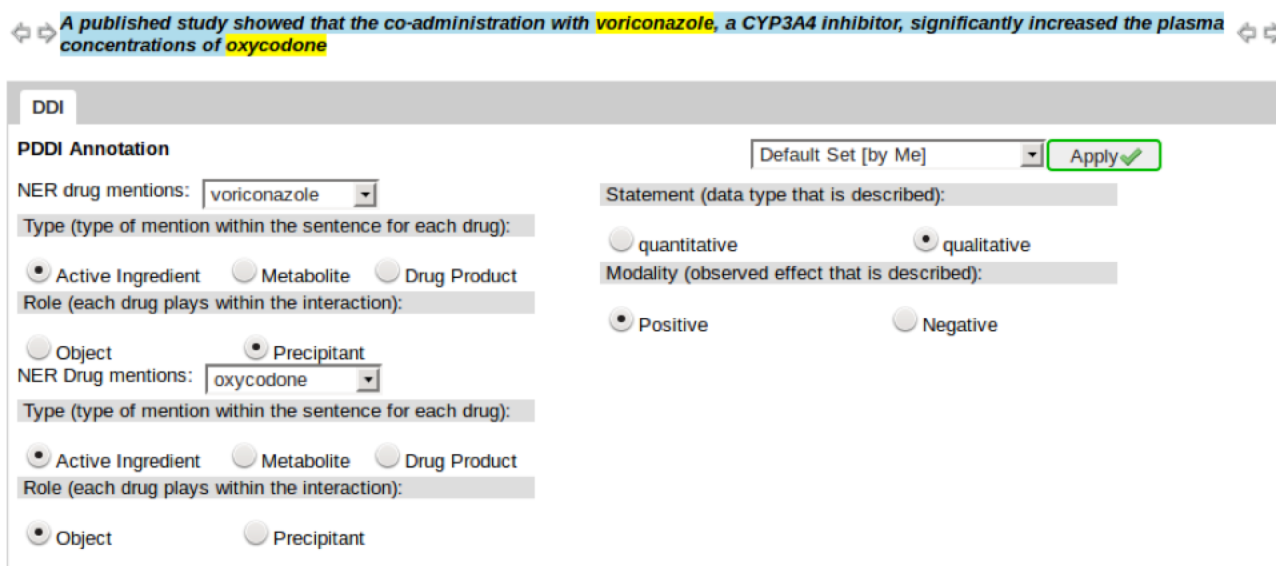 A published study showed that the co-administration with voriconazole, a CYP3A4 inhibitor, significantly increased the plasma
concentrations of oxycodone
DDI
PDDI Annotation
Default Set [by Me]
Apply
NER drug mentions: voriconazole
Type (type of mention within the sentence for each drug):
Active Ingredient Metabolite Drug Product
Role (each drug plays within the interaction):
Object Precipitant
NER Drug mentions: oxycodone
Type (type of mention within the sentence for each drug):
Active Ingredient Metabolite Drug Product
Role (each drug plays within the interaction):
Object Precipitant
Statement (data type that is described):
quantitative qualitative
Modality (observed effect that is described):
Positive Negative